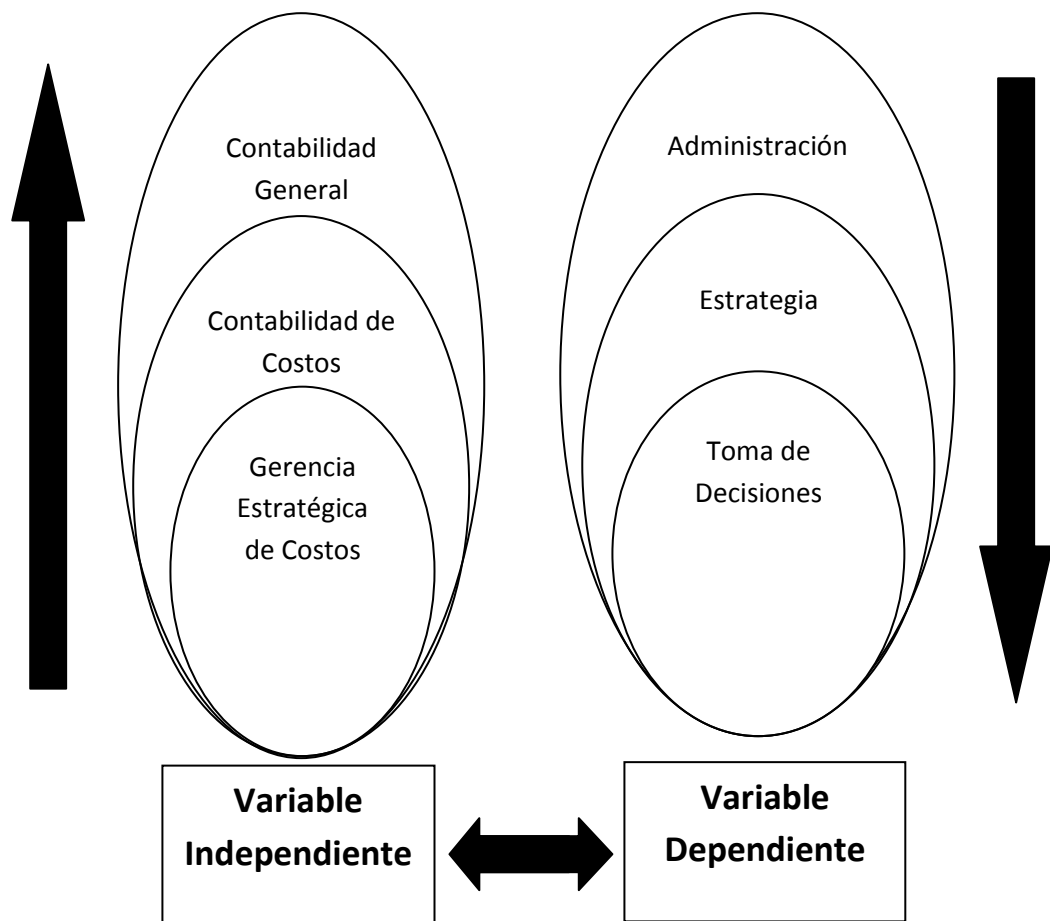 Contabilidad
General
Contabilidad de
Costos
Gerencia
Estratégica
de Costos
Administración
Estrategia
Toma de
Decisiones
Variable
Independiente
Variable
Dependiente